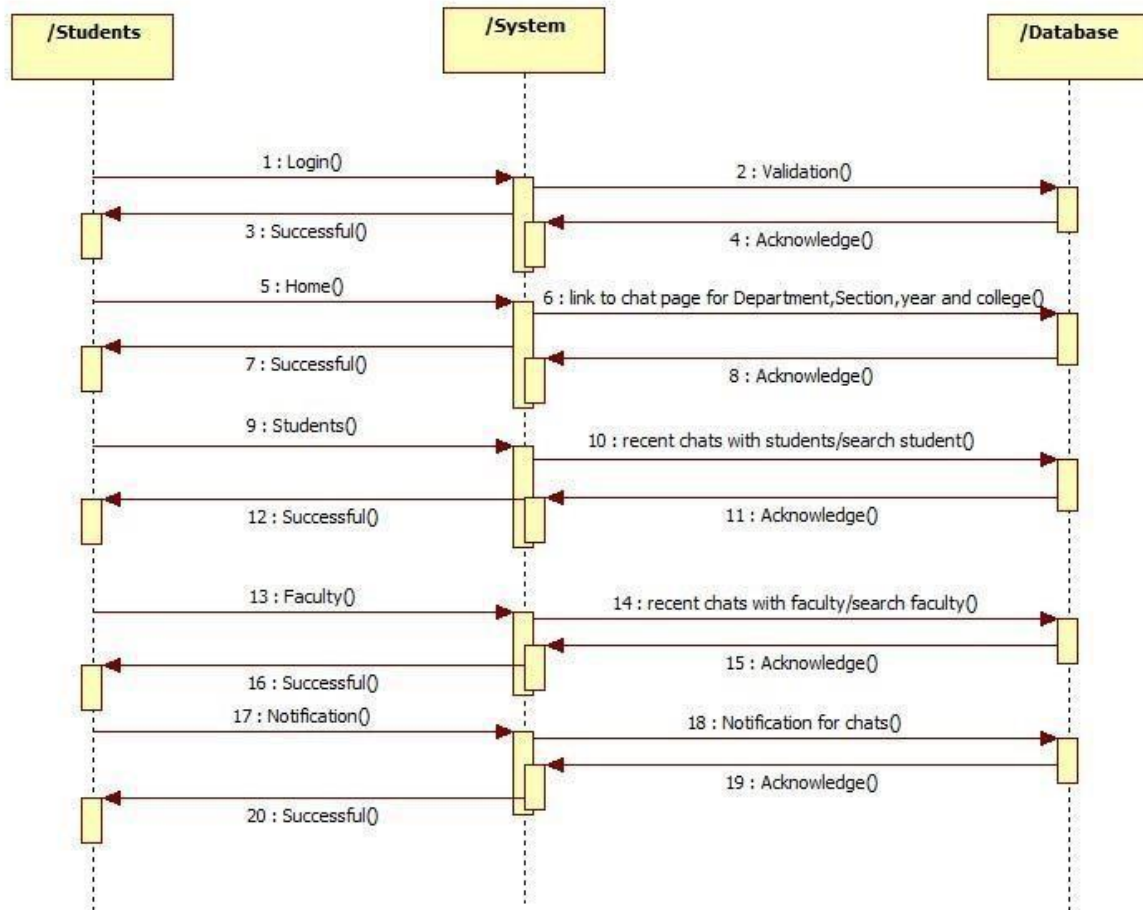 /Students
/System
/Database
1 : Login()
2 : Validation()
3 : Successful()
4 : Acknowledge()
5 : Home()
6 : link to chat page for Department,Section,year and college()
7 : Successful()
8 : Acknowledge()
9 : Students()
10 : recent chats with students/search student()
12 : Successful()
11 : Acknowledge()
13 : Faculty()
14 : recent chats with faculty/search faculty()
15 : Acknowledge()
16 : Successful()
17 : Notification()
18 : Notification for chats()
19 : Acknowledge()
20 : Successful()